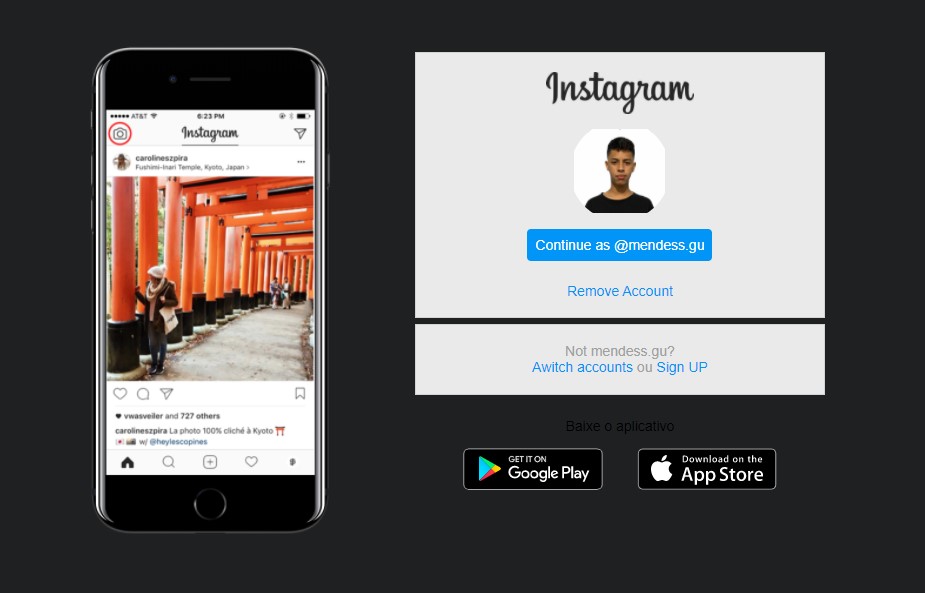 AT&T
6:23 PM
Instagram
carolineszpira
Fushimi-Inari Temple, Kyoto, Japan >
vwasveiler and 727 others
carolineszpira La photo 100% cliché à Kyoto ⛩️
🇯🇵 w/ @heylescopines
Instagram
Continue as @mendess.gu
Remove Account
Not mendess.gu?
Awitch accounts ou Sign UP
Baixe o aplicativo
GET IT ON
Google Play
Download on the
App Store